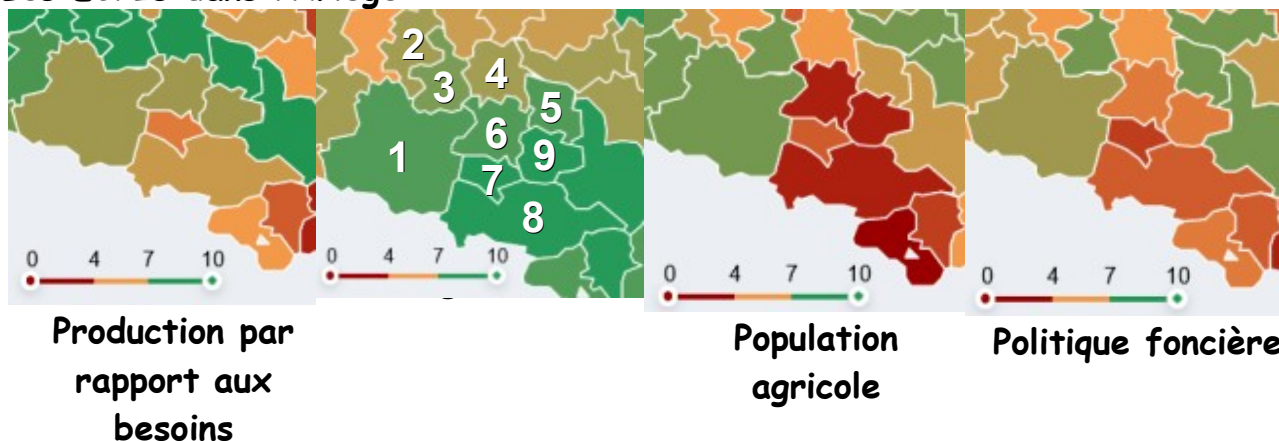 2
3
4
5
6
1
9
7
8
0 4 7 10
0 4 7 10
0 4 7 10
0 4 7 10
Production par
rapport aux
besoins
Population
agricole
Politique foncière